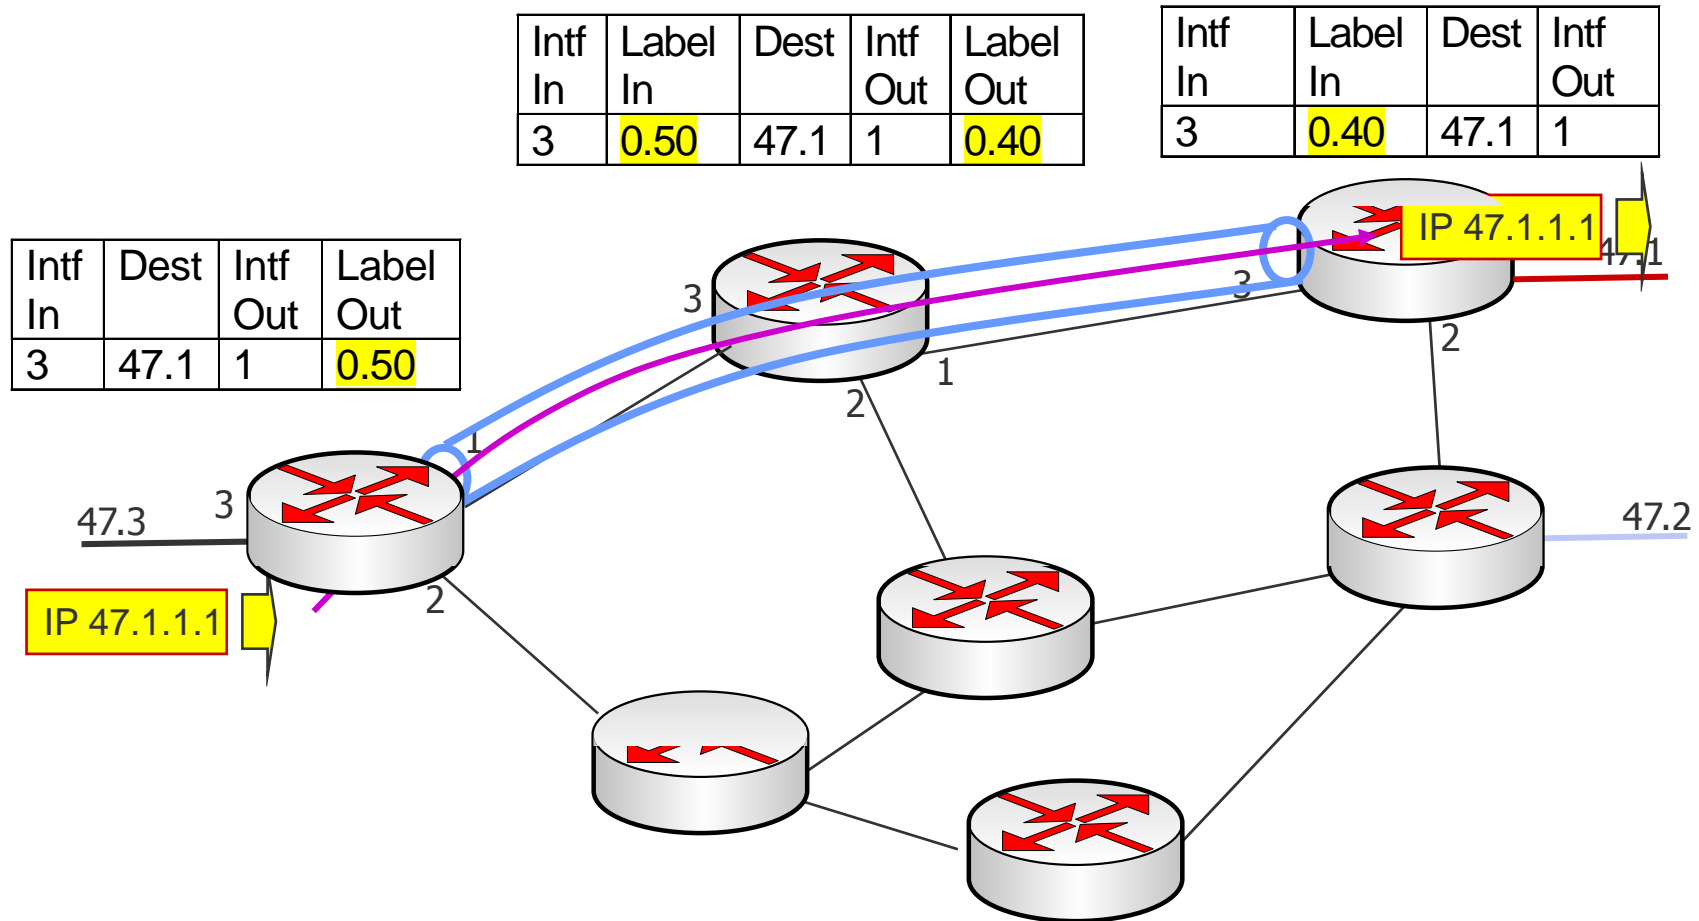 Intf In | Label In | Dest | Intf Out | Label Out
3 | 0.50 | 47.1 | 1 | 0.40
Intf In | Label In | Dest | Intf Out
3 | 0.40 | 47.1 | 1
IP 47.1.1.1
47.1
Intf In | Dest | Intf Out | Label Out
3 | 47.1 | 1 | 0.50
3
3
2
1
2
1
3
47.3
47.2
2
IP 47.1.1.1